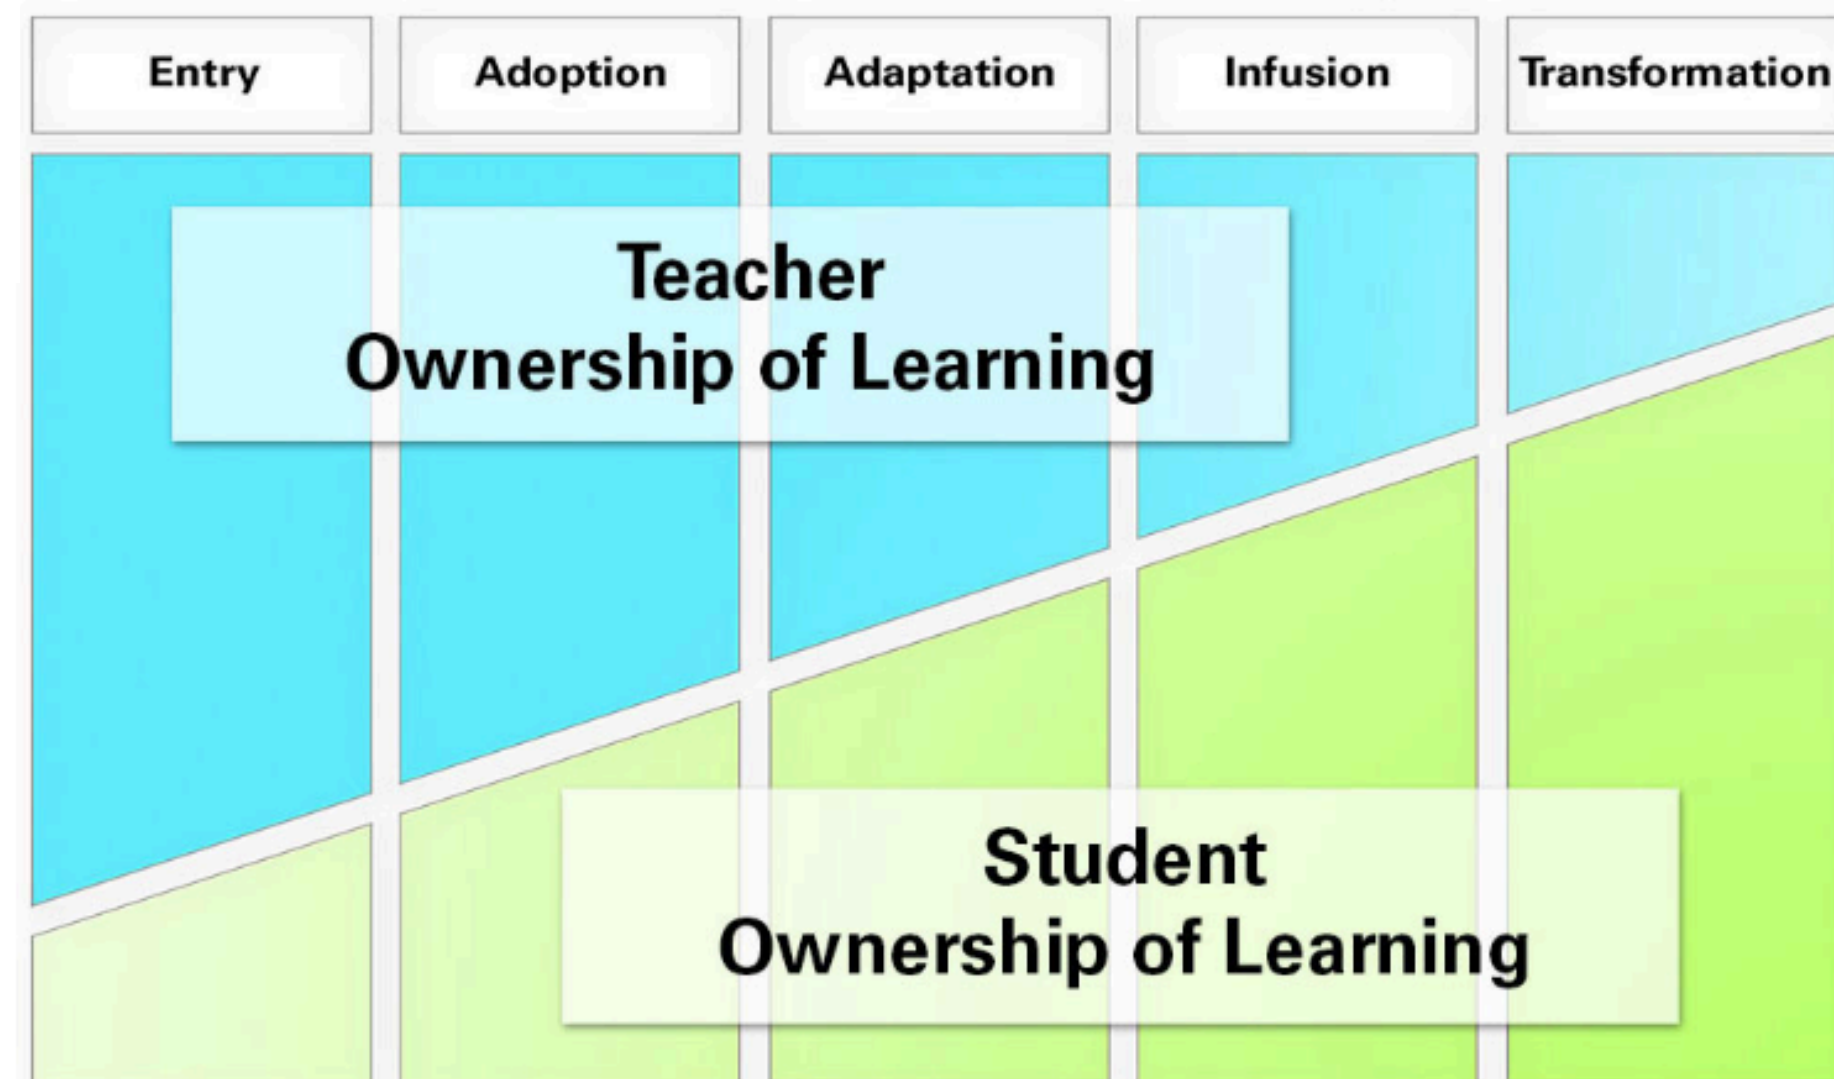 Entry
Adoption
Adaptation
Infusion
Transformation
Teacher
Ownership of Learning
Student
Ownership of Learning